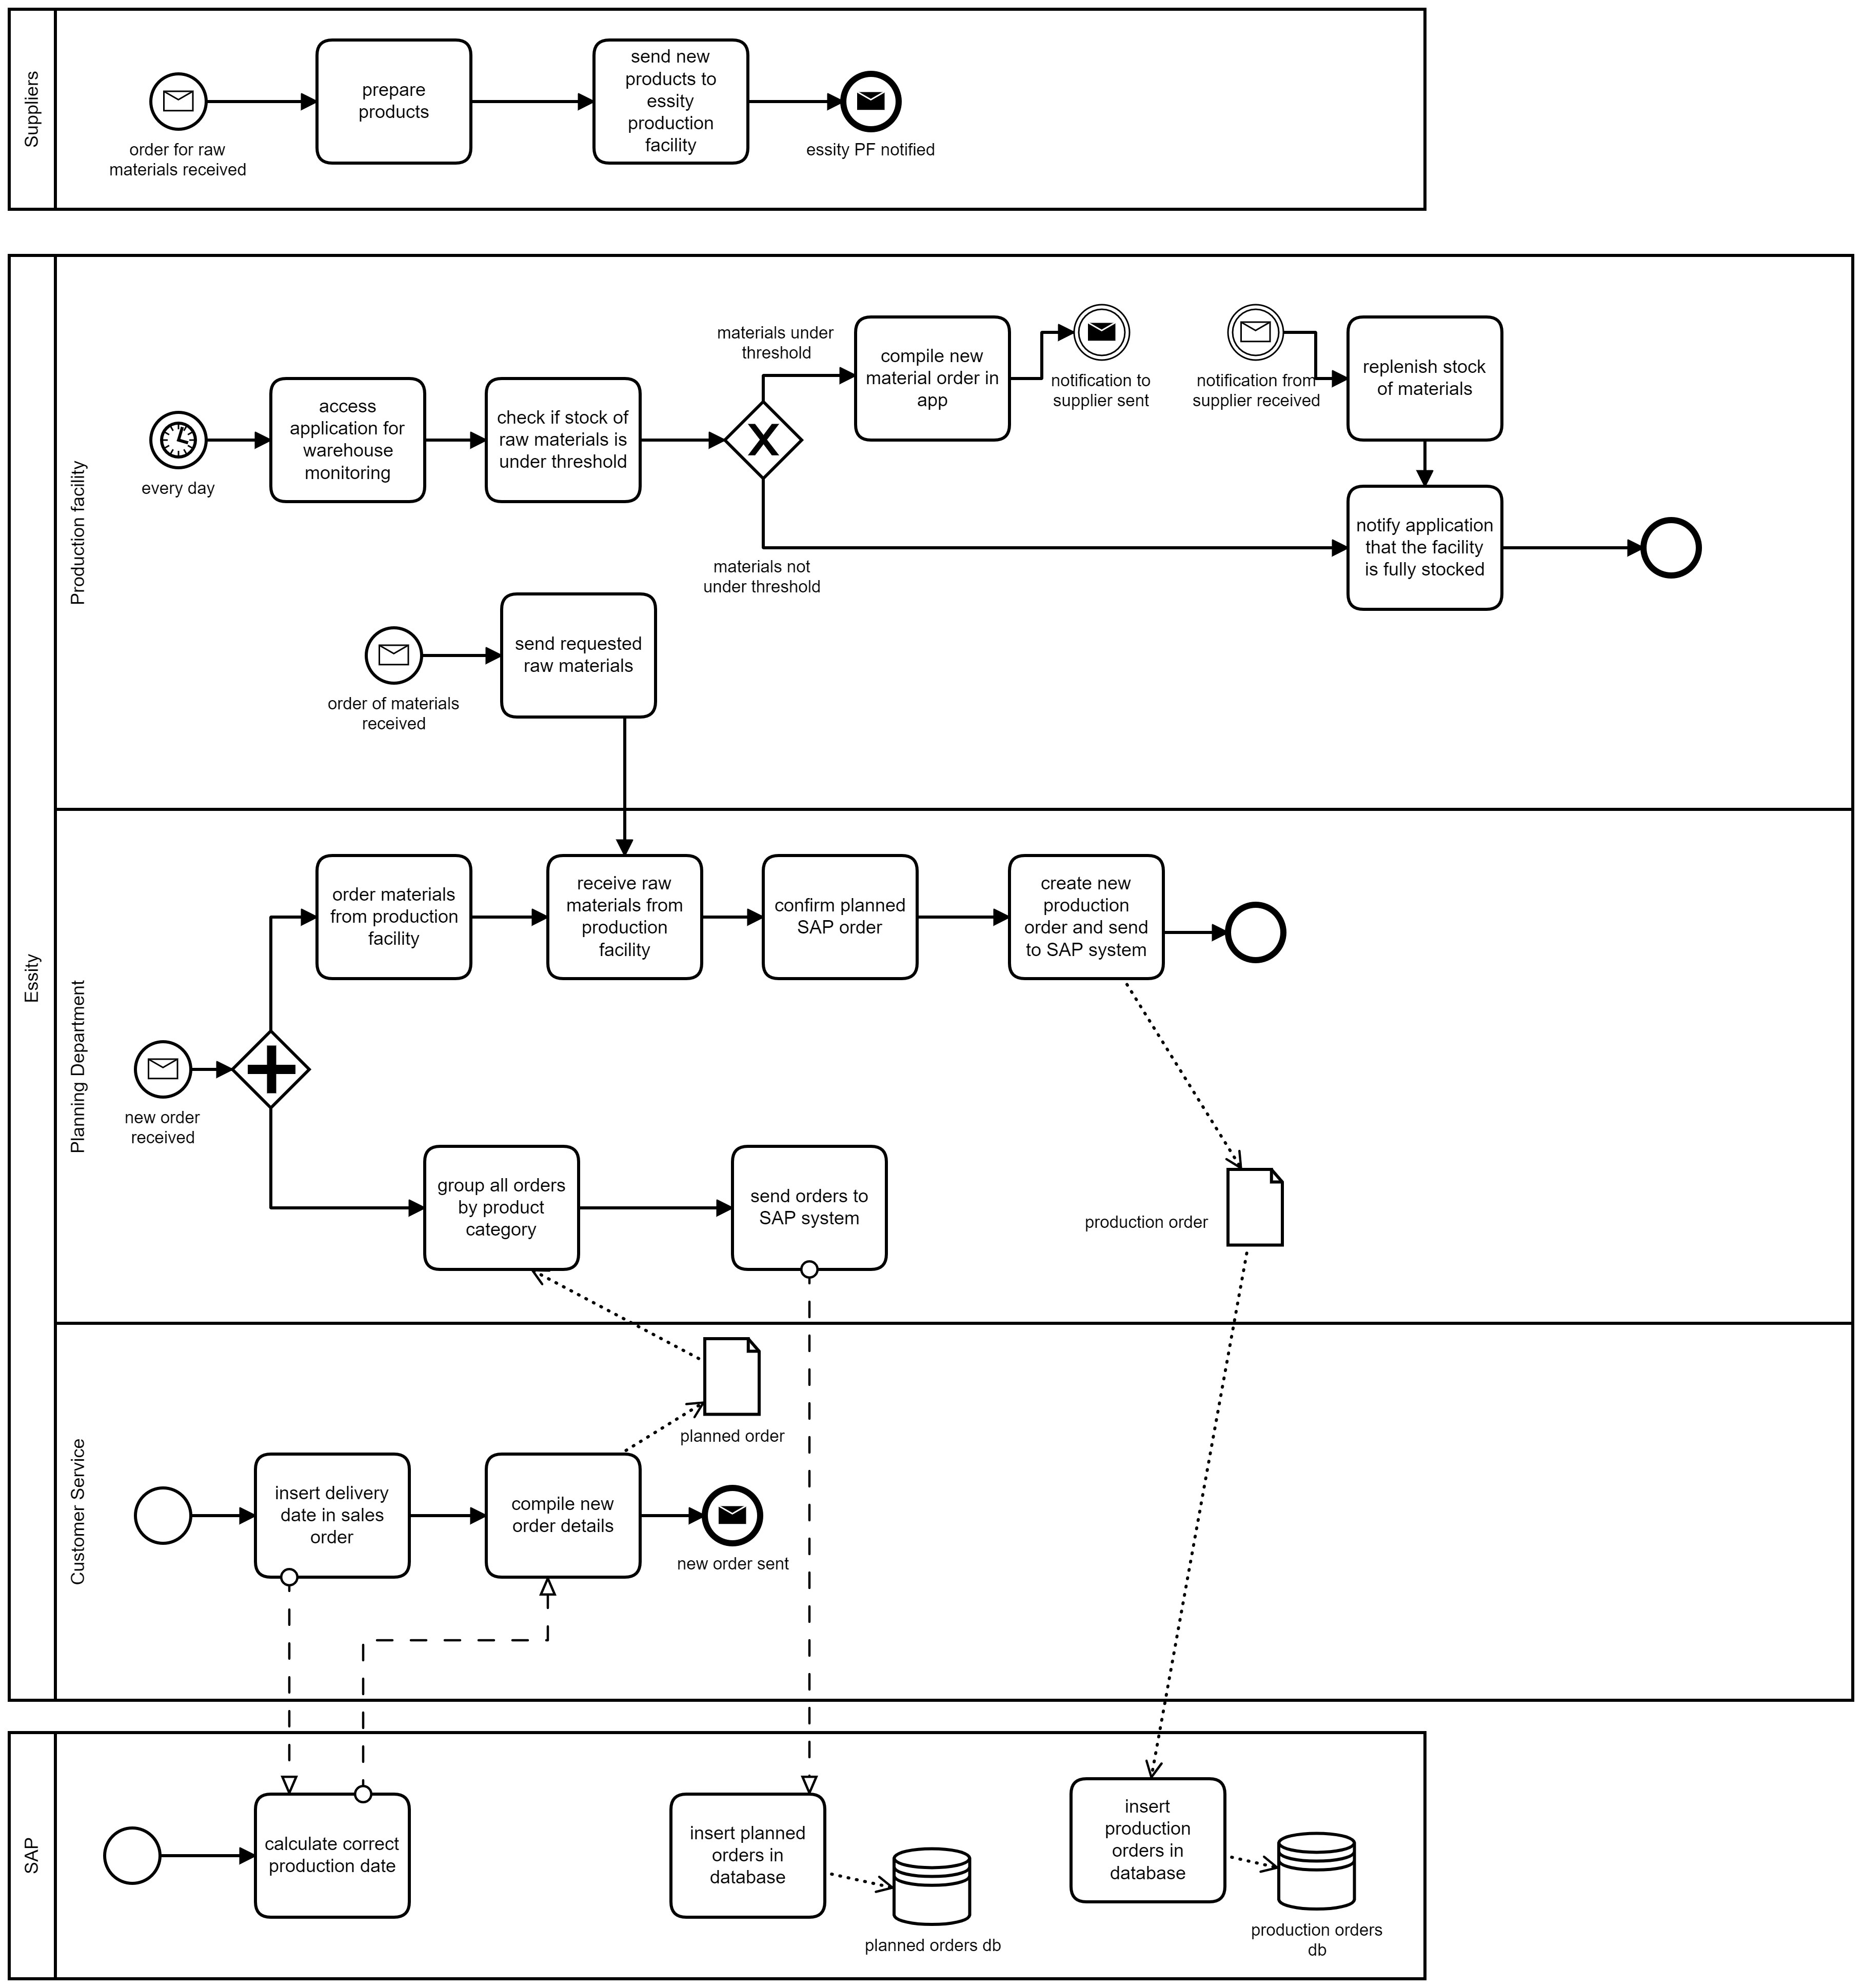 Suppliers
order for raw
materials received
prepare
products
send new
products to
essity
production
facility
essity PF notified
Essity
Production facility
every day
access
application for
warehouse
monitoring
check if stock of
raw materials is
under threshold
materials under
threshold
materials not
under threshold
compile new
material order in
app
notification to
supplier sent
notification from
supplier received
replenish stock
of materials
notify application
that the facility
is fully stocked
order of materials
received
send requested
raw materials
Planning Department
new order
received
order materials
from production
facility
receive raw
materials from
production
facility
confirm planned
SAP order
create new
production
order and send
to SAP system
group all orders
by product
category
send orders to
SAP system
production order
Customer Service
planned order
insert delivery
date in sales
order
compile new
order details
new order sent
SAP
calculate correct
production date
insert planned
orders in
database
planned orders db
insert
production
orders in
database
production orders
db